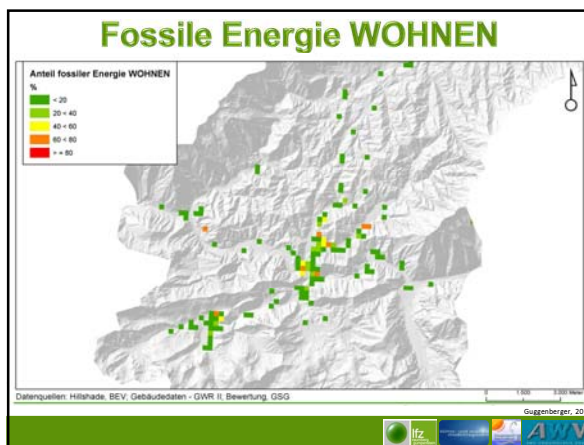 Fossile Energie WOHNEN
Anteil fossiler Energie WOHNEN
%
< 20
20 < 40
40 < 60
60 < 80
> = 80
Datenquellen: Hillshade, BEV; Gebäudedaten - GWR II; Bewertung, GSG
0 1.500 3.000 Meter
Guggenberger, 20
lfz
AWV